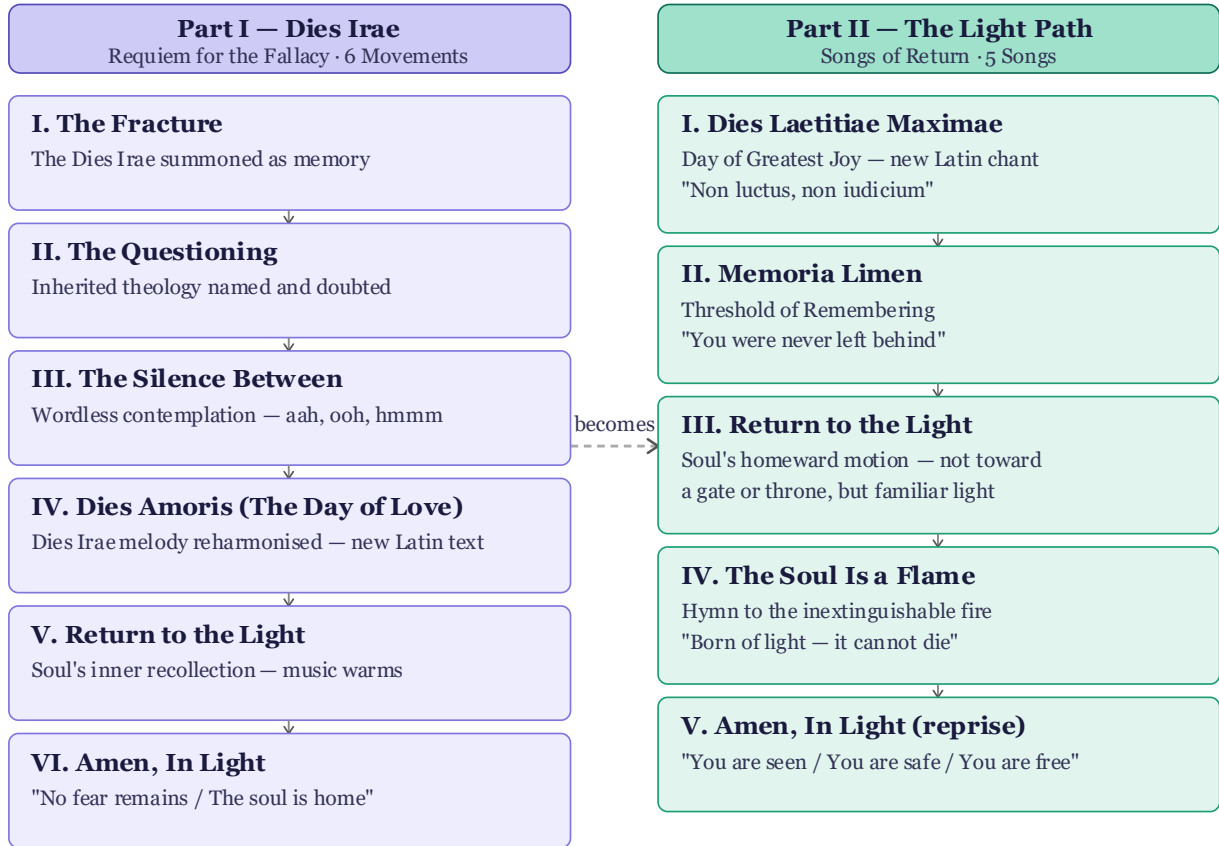 Part I — Dies Irae
Requiem for the Fallacy · 6 Movements
I. The Fracture
The Dies Irae summoned as memory
II. The Questioning
Inherited theology named and doubted
III. The Silence Between
Wordless contemplation — aah, ooh, hmmm
IV. Dies Amoris (The Day of Love)
Dies Irae melody reharmonised — new Latin text
V. Return to the Light
Soul's inner recollection — music warms
VI. Amen, In Light
"No fear remains / The soul is home"
becomes
Part II — The Light Path
Songs of Return · 5 Songs
I. Dies Laetitiae Maximae
Day of Greatest Joy — new Latin chant
"Non luctus, non iudicium"
II. Memoria Limen
Threshold of Remembering
"You were never left behind"
III. Return to the Light
Soul's homeward motion — not toward
a gate or throne, but familiar light
IV. The Soul Is a Flame
Hymn to the inextinguishable fire
"Born of light — it cannot die"
V. Amen, In Light (reprise)
"You are seen / You are safe / You are free"